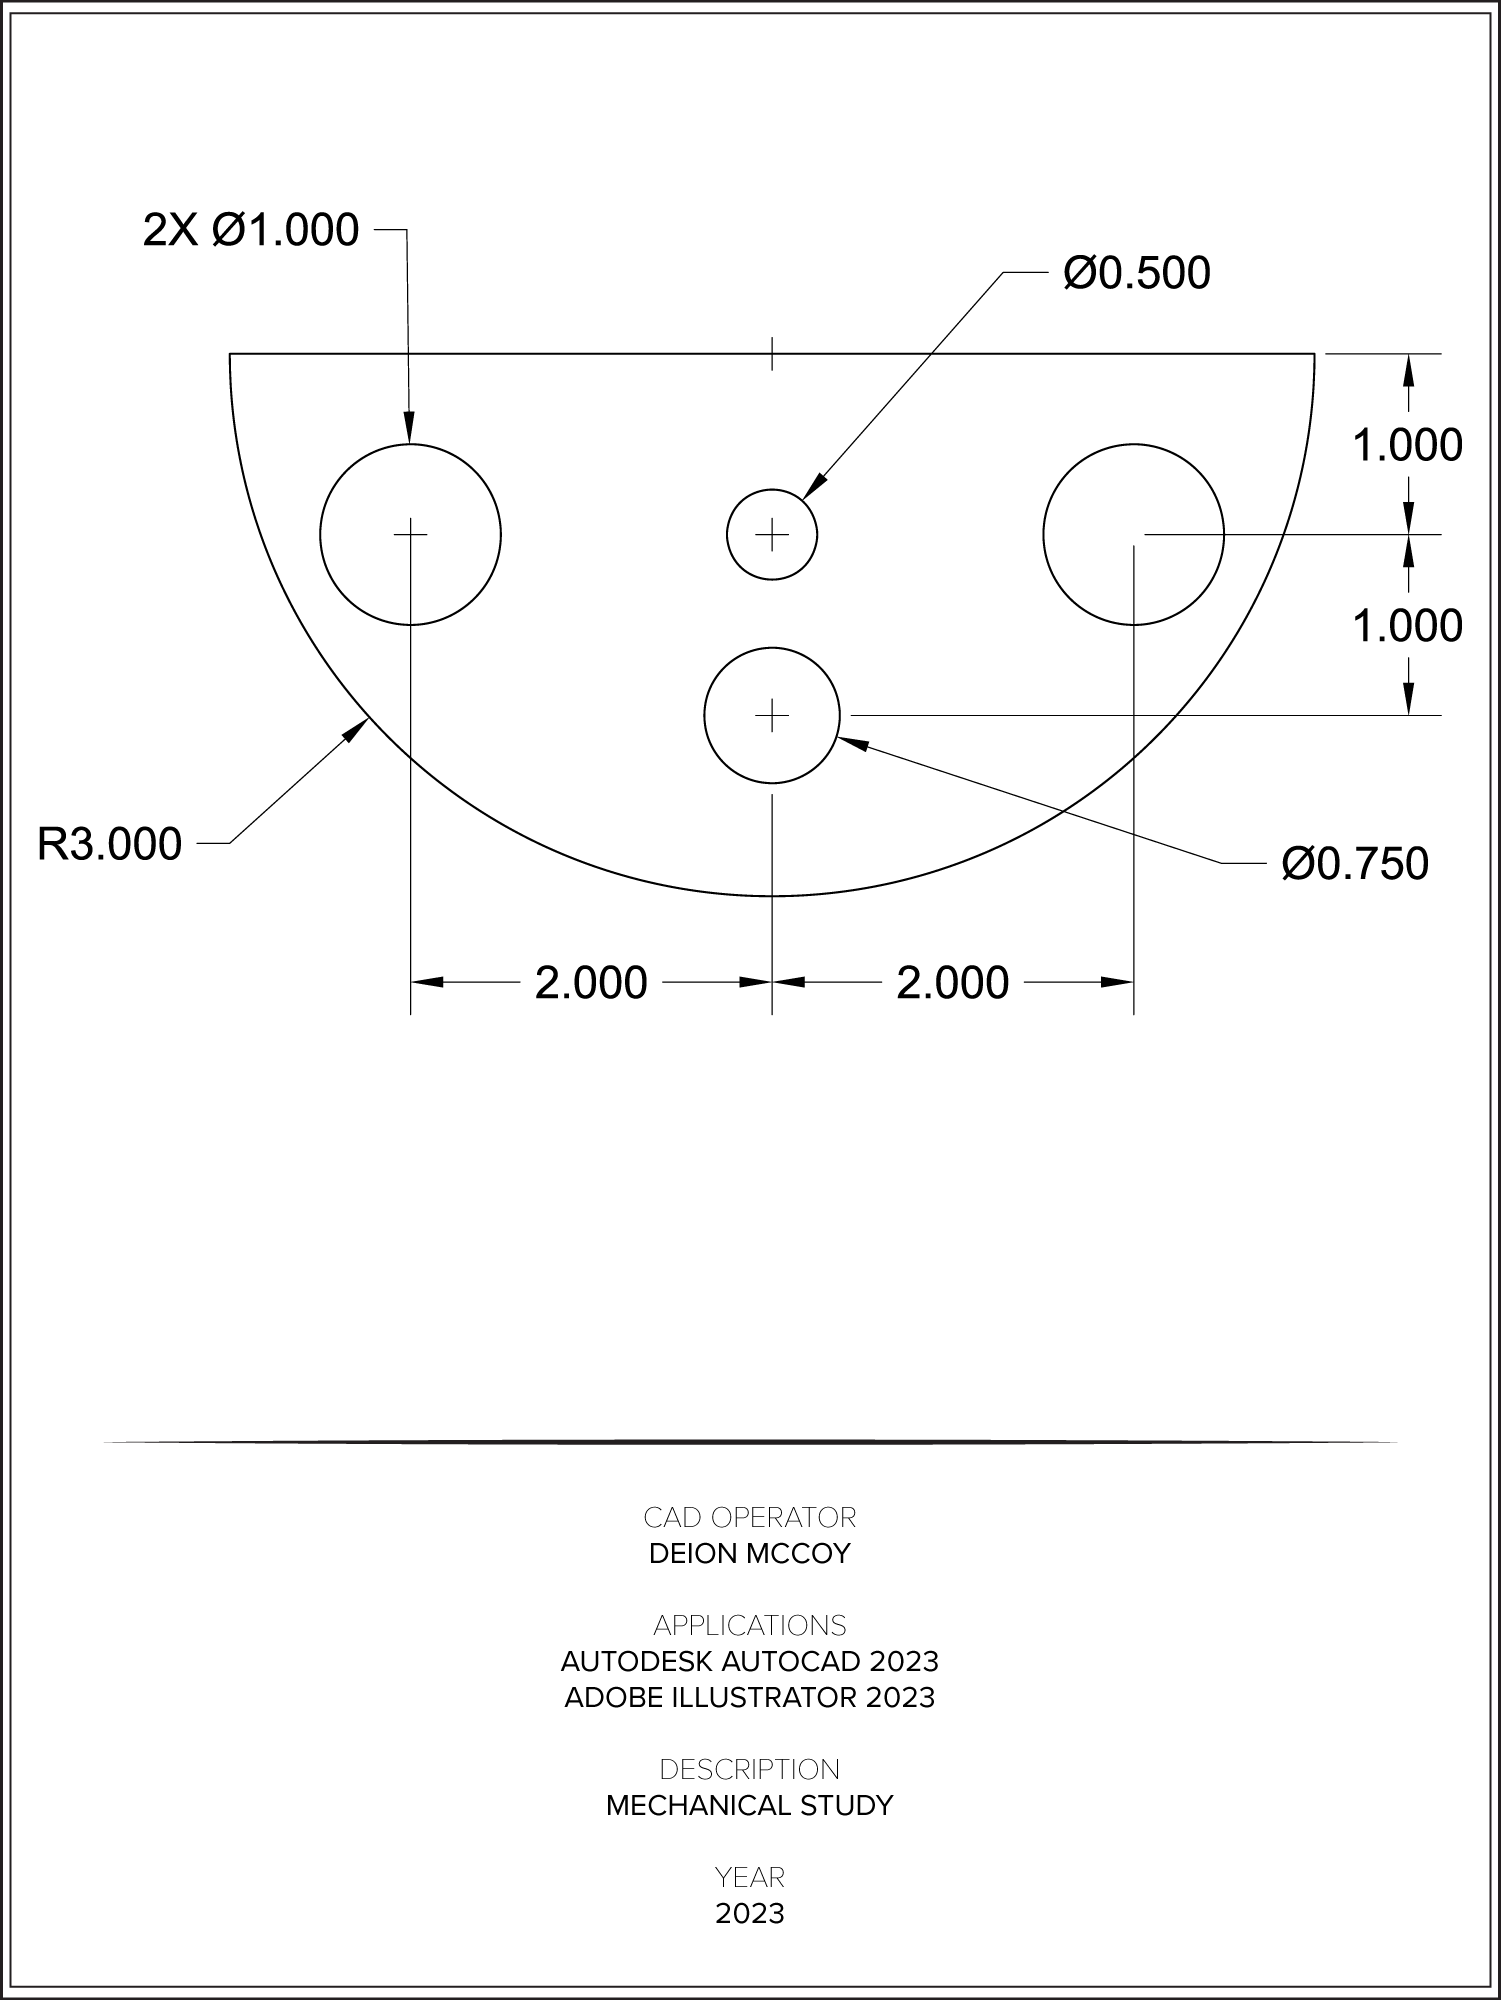 2X Ø1.000
Ø0.500
1.000
1.000
R3.000
Ø0.750
2.000
2.000
CAD OPERATOR
DEION MCCOY
APPLICATIONS
AUTODESK AUTOCAD 2023
ADOBE ILLUSTRATOR 2023
DESCRIPTION
MECHANICAL STUDY
YEAR
2023